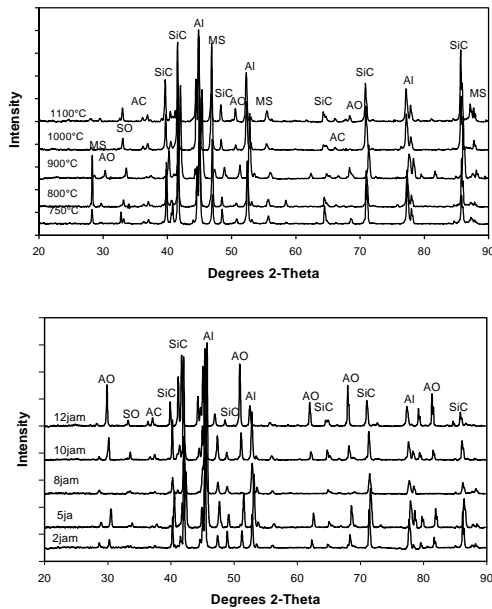 Al
SiC
MS
SiC
Al
SiC
SiC
AC
SiC
AO
MS
SiC
AO
Al
MS
1100°C
SO
1000°C
AC
MS
900°C
AO
800°C
750°C
Intensity
20 30 40 50 60 70 80 90
Degrees 2-Theta
Al
SiC
AO
AO
AO
AO
SiC
Al
AO
SiC
SiC
Al
SiC
SO
AC
SiC
12jam
10jam
8jam
5ja
2jam
Intensity
20 30 40 50 60 70 80 90
Degrees 2-Theta